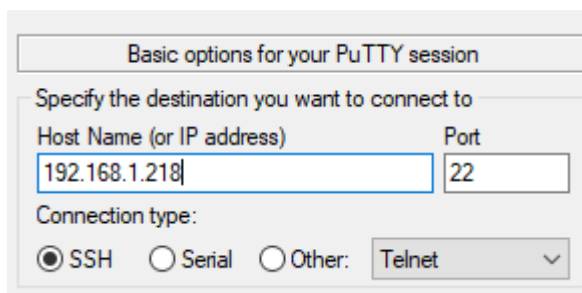 Basic options for your PuTTY session
Specify the destination you want to connect to
Host Name (or IP address) Port
192.168.1.218 22
Connection type:
SSH Serial Other: Telnet